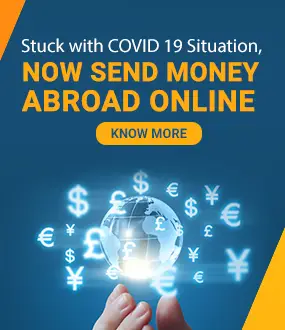 Stuck with COVID 19 Situation,
NOW SEND MONEY
ABROAD ONLINE
KNOW MORE